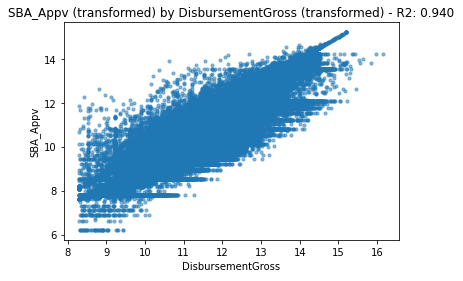 SBA_Appv (transformed) by DisbursementGross (transformed) - R2: 0.940
SBA_Appv
14
12
10
8
6
8 9 10 11 12 13 14 15 16
DisbursementGross